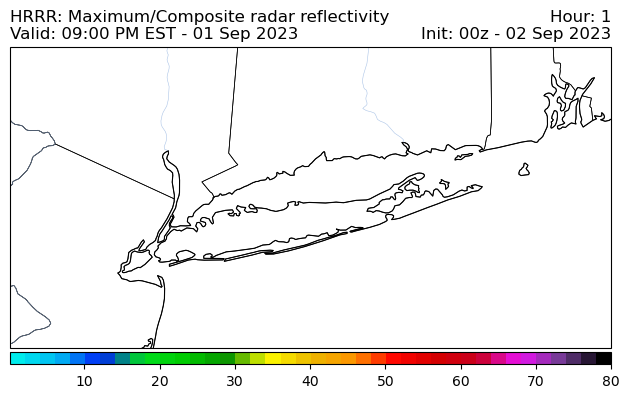 HRRR: Maximum/Composite radar reflectivity Hour: 1
Valid: 09:00 PM EST - 01 Sep 2023 Init: 00z - 02 Sep 2023
10 20 30 40 50 60 70 80